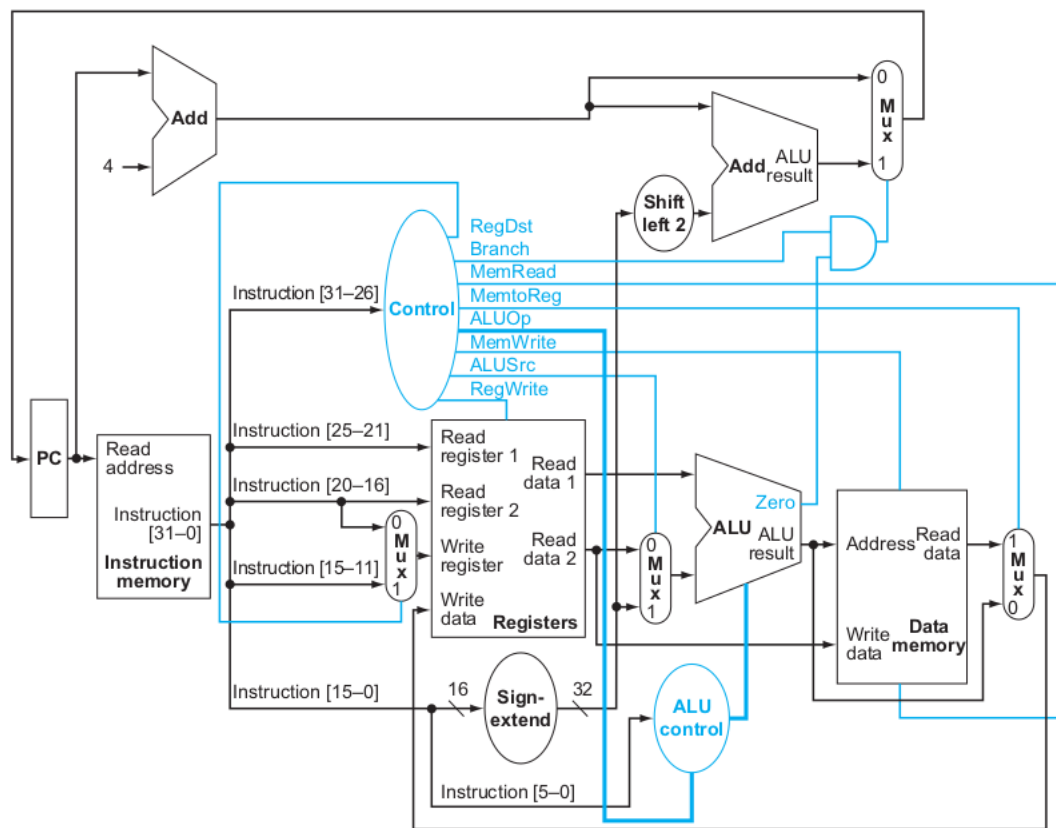 Add
4
Add
ALU
result
0
Mux
1
Shift
left 2
RegDst
Branch
MemRead
MemtoReg
ALUOp
MemWrite
ALUSrc
RegWrite
Control
Instruction [31–26]
Instruction [25–21]
Instruction [20–16]
Instruction [15–11]
Instruction [15–0]
Instruction [5–0]
PC
Read
address
Instruction
[31–0]
Instruction
memory
0
Mux
1
Read
register 1
Read
register 2
Write
register
Write
data
Read
data 1
Read
data 2
Registers
16
Sign-
extend
32
0
Mux
1
Zero
ALU
ALU
result
ALU
control
Address
Read
data
Write
data
Data
memory
1
Mux
0